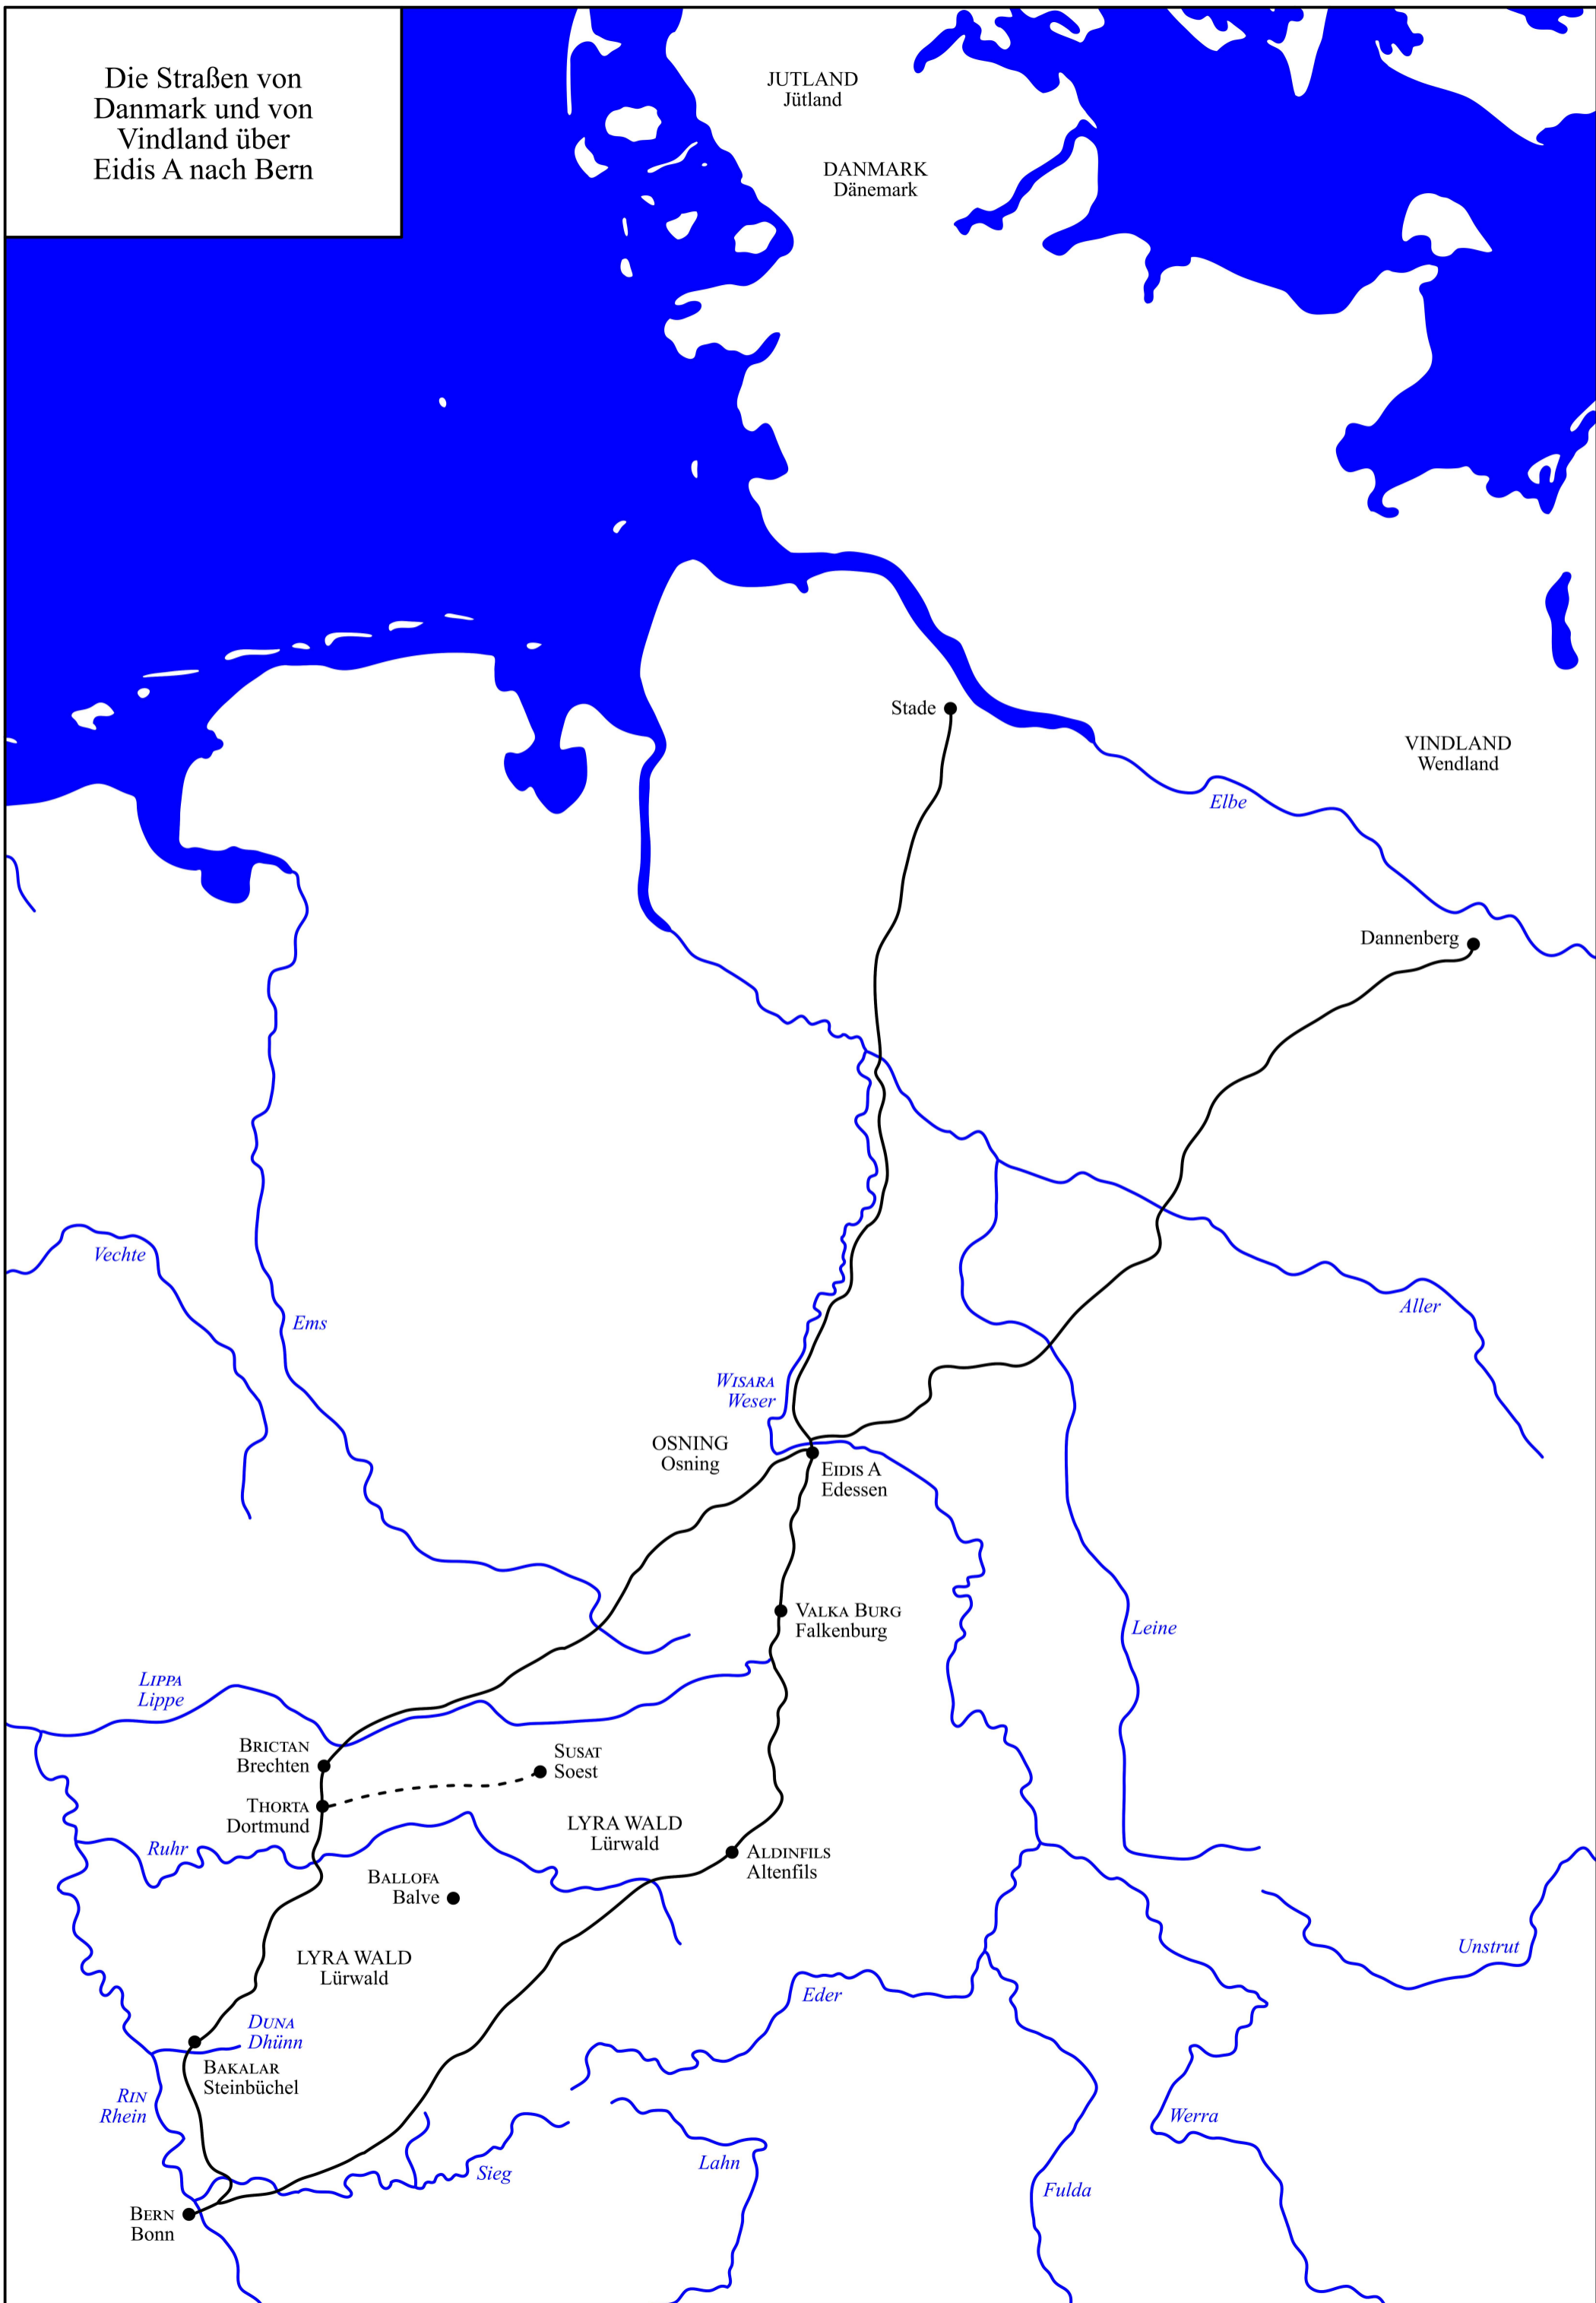 Die Straßen von
Danmark und von
Vindland über
Eidis A nach Bern
JUTLAND
Jütland
DANMARK
Dänemark
Stade
VINDLAND
Wendland
Elbe
Dannenberg
Vechte
Ems
Aller
WISARA
Weser
OSNING
Osning
EIDIS A
Edessen
VALKA BURG
Falkenburg
Leine
LIPPA
Lippe
BRICTAN
Brechten
SUSAT
Soest
THORTA
Dortmund
LYRA WALD
Lürwald
Ruhr
ALDINFILS
Altenfils
BALLOFA
Balve
LYRA WALD
Lürwald
Unstrut
Eder
DUNA
Dhünn
BAKALAR
Steinbüchel
RIN
Rhein
Werra
Lahn
Sieg
Fulda
BERN
Bonn